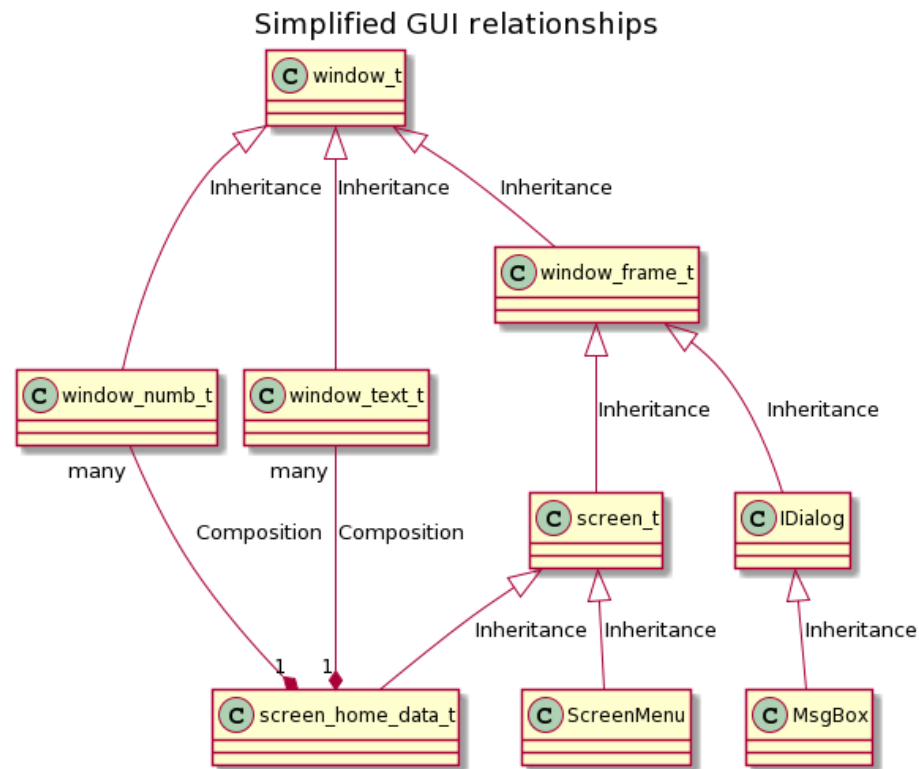 Simplified GUI relationships
C window_t
Inheritance
Inheritance
Inheritance
C window_frame_t
C window_numb_t
C window_text_t
Inheritance
Inheritance
many
many
C screen_t
C IDialog
Composition
Composition
Inheritance
Inheritance
Inheritance
1
1
C screen_home_data_t
C ScreenMenu
C MsgBox